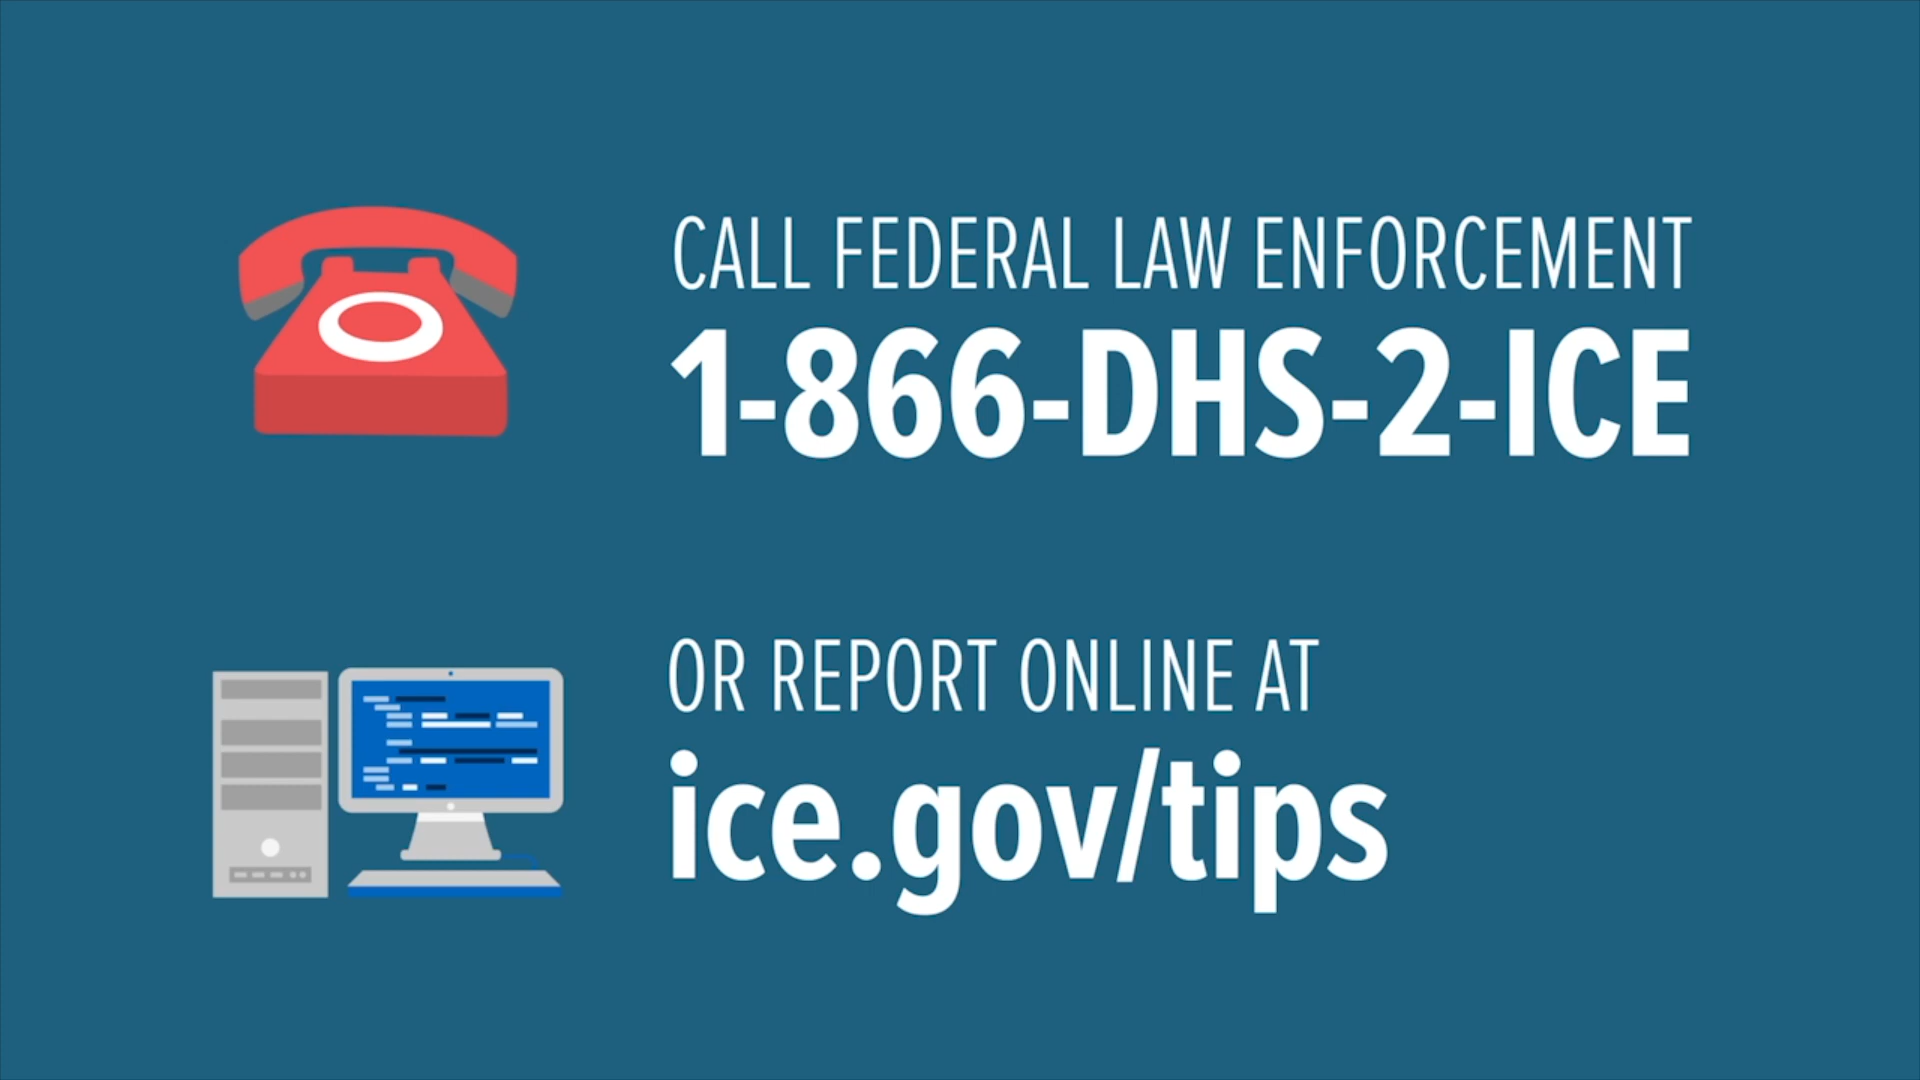 CALL FEDERAL LAW ENFORCEMENT
1-866-DHS-2-ICE
OR REPORT ONLINE AT
ice.gov/tips